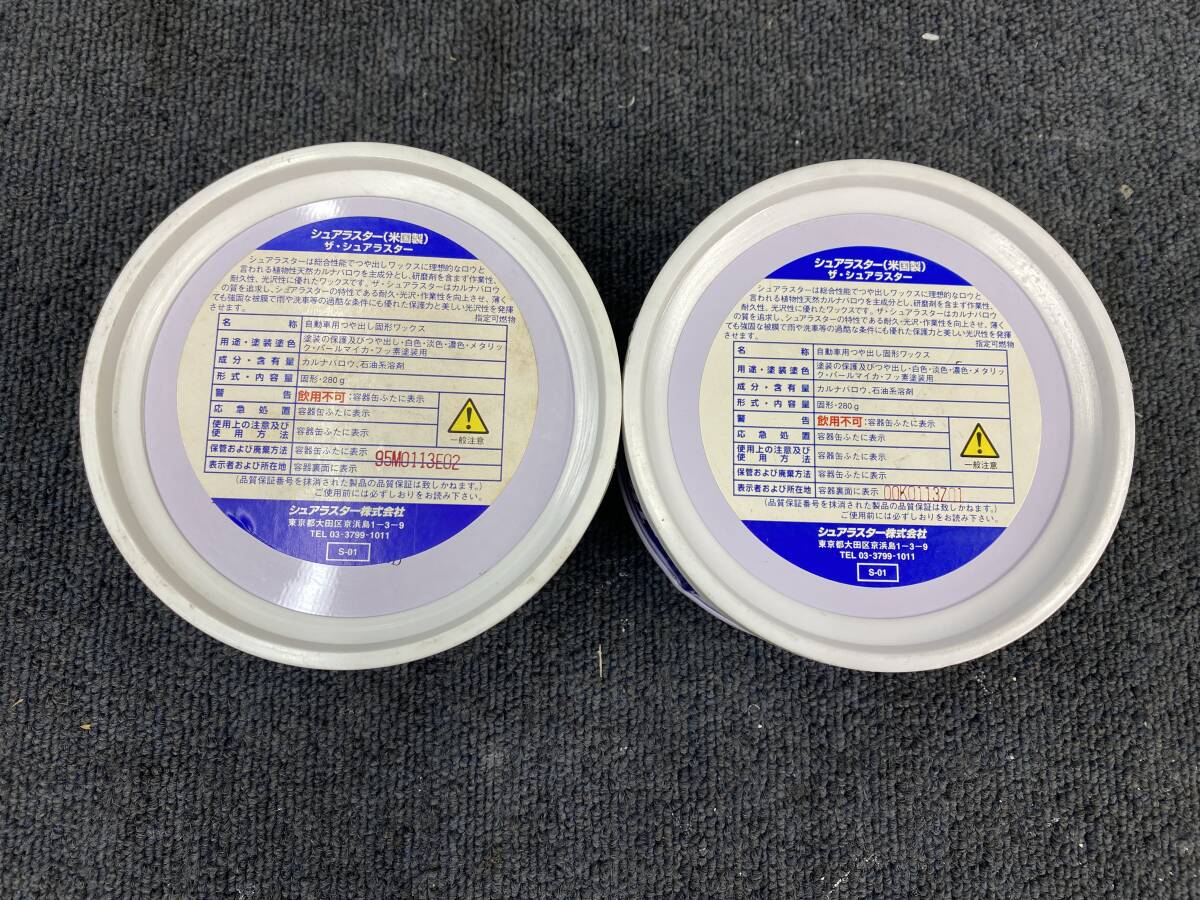 シュアラスター(米国製)
ザ・シュアラスター
シュアラスターは総合性能でつや出しワックスに理想的なロウと
言われる植物性天然カルナバロウを主成分とし、研磨剤を含まず作業性、
耐久性、光沢性に優れたワックスです。ザ・シュアラスターはカルナバロウ
の質を追求し、シュアラスターの特性である耐久・光沢・作業性を向上させ、薄く
ても強固な被膜で雨や洗車等の過酷な条件にも優れた保護力と美しい光沢性を発揮
させます。
指定可燃物
名称 自動車用つや出し固形ワックス
用途・塗装塗色 塗装の保護及びつや出し・白色・淡色・濃色・メタリッ
ク・パールマイカ・フッ素塗装用
成分・含有量 カルナバロウ、石油系溶剤
形式・内容量 固形・280g
警告 飲用不可:容器缶ふたに表示
応急処置 容器缶ふたに表示
使用上の注意及び
使用方法 容器缶ふたに表示
一般注意
保管および廃棄方法 容器缶ふたに表示
95M0113E02
表示者および所在地 容器裏面に表示
(品質保証番号を抹消された製品の品質保証は致しかねます。)
ご使用前には必ずしおりをお読み下さい。
シュアラスター株式会社
東京都大田区京浜島1-3-9
TEL 03-3799-1011
S-01
シュアラスター(米国製)
ザ・シュアラスター
シュアラスターは総合性能でつや出しワックスに理想的なロウと
言われる植物性天然カルナバロウを主成分とし、研磨剤を含まず作業性、
耐久性、光沢性に優れたワックスです。ザ・シュアラスターはカルナバロウ
の質を追求し、シュアラスターの特性である耐久・光沢・作業性を向上させ、薄く
ても強固な被膜で雨や洗車等の過酷な条件にも優れた保護力と美しい光沢性を発揮
させます。
指定可燃物
名称 自動車用つや出し固形ワックス
用途・塗装塗色 塗装の保護及びつや出し・白色・淡色・濃色・メタリッ
ク・パールマイカ・フッ素塗装用
成分・含有量 カルナバロウ、石油系溶剤
形式・内容量 固形・280g
警告 飲用不可:容器缶ふたに表示
応急処置 容器缶ふたに表示
使用上の注意及び
使用方法 容器缶ふたに表示
一般注意
保管および廃棄方法 容器缶ふたに表示
表示者および所在地 容器裏面に表示 00K0113Z01
(品質保証番号を抹消された製品の品質保証は致しかねます。)
ご使用前には必ずしおりをお読み下さい。
シュアラスター株式会社
東京都大田区京浜島1-3-9
TEL 03-3799-1011
S-01